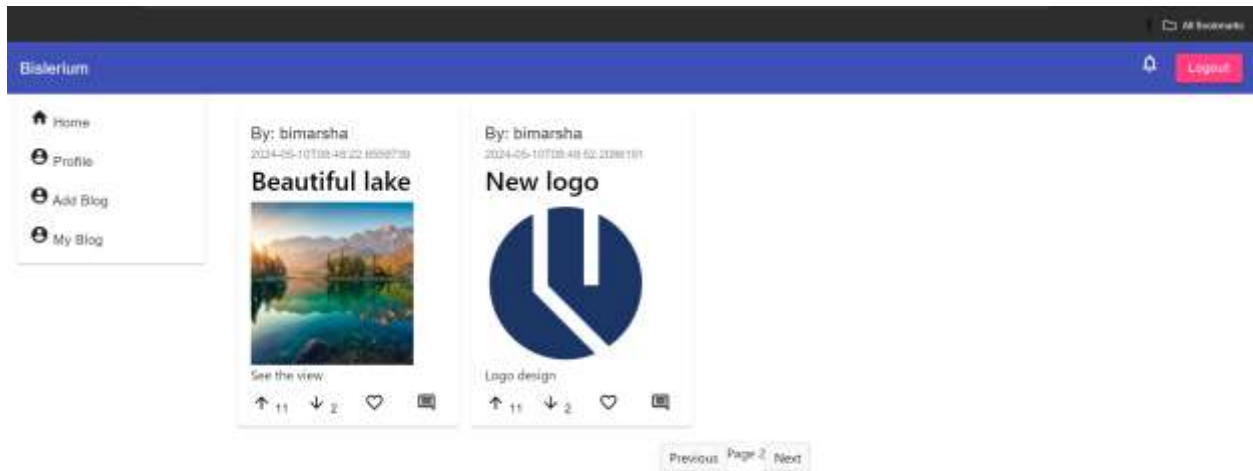 All Bookmarks
Bislerium
Logout
Home
Profile
Add Blog
My Blog
By: bimarsha
Beautiful lake
See the view
11 2
By: bimarsha
New logo
Logo design
11 2
Previous Page 2 Next